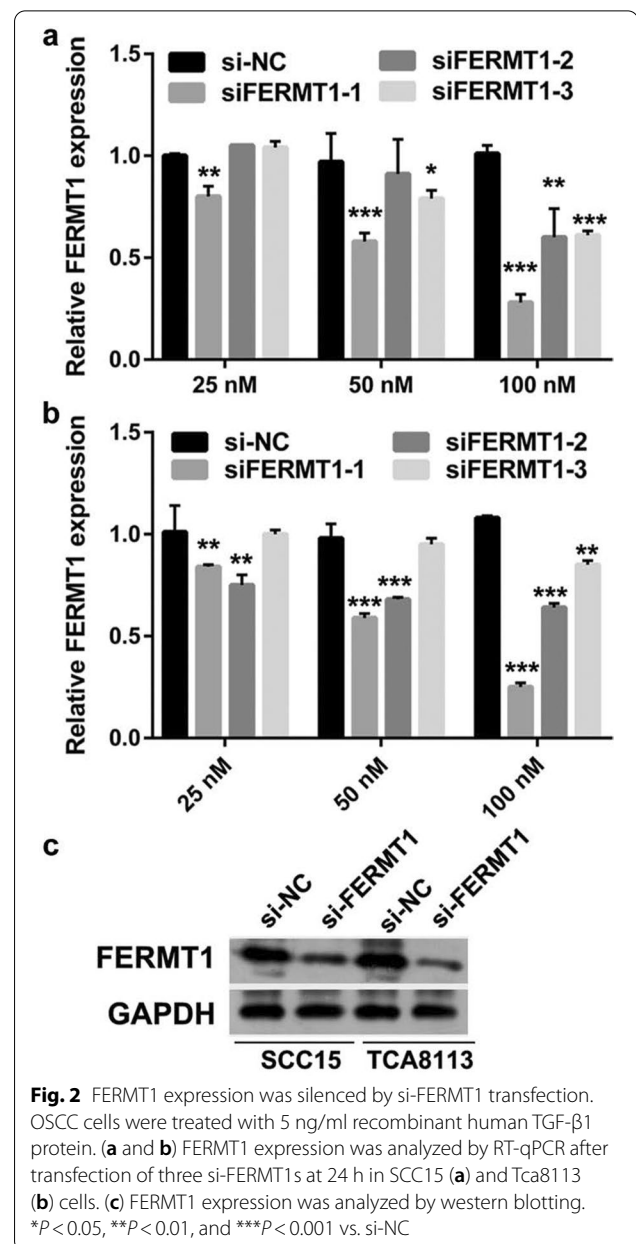 a
1.5
si-NC siFERMT1-2
siFERMT1-1 siFERMT1-3
Relative FERMT1 expression
1.0
** *** * *** ** ***
0.5
0.0
25 nM 50 nM 100 nM
b
1.5
si-NC siFERMT1-2
siFERMT1-1 siFERMT1-3
Relative FERMT1 expression
1.0
** ** *** *** *** *** **
0.5
0.0
25 nM 50 nM 100 nM
c
si-NC si-FERMT1 si-NC si-FERMT1
FERMT1
GAPDH
SCC15 TCA8113
Fig. 2 FERMT1 expression was silenced by si-FERMT1 transfection.
OSCC cells were treated with 5 ng/ml recombinant human TGF-β1
protein. (a and b) FERMT1 expression was analyzed by RT-qPCR after
transfection of three si-FERMT1s at 24 h in SCC15 (a) and Tca8113
(b) cells. (c) FERMT1 expression was analyzed by western blotting.
*P < 0.05, **P < 0.01, and ***P < 0.001 vs. si-NC